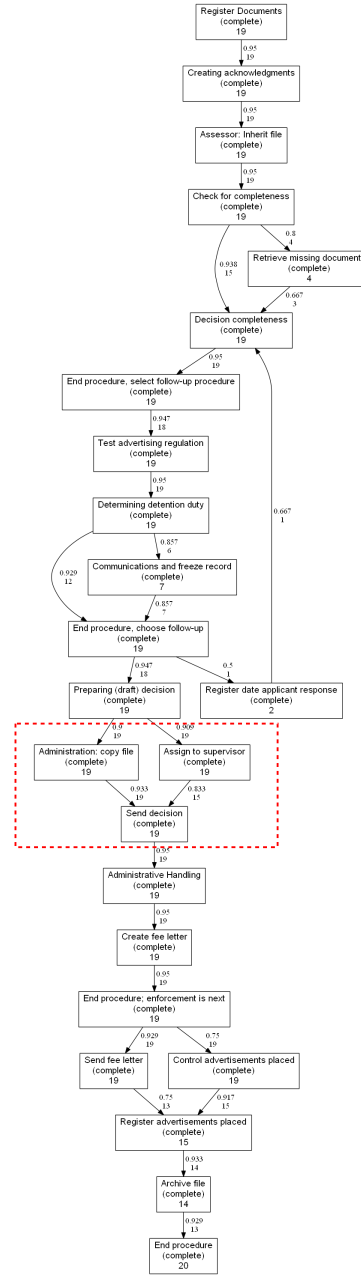 Register Documents
(complete)
19
0.95
19
Creating acknowledgments
(complete)
19
0.95
19
Assessor: Inherit file
(complete)
19
0.95
19
Check for completeness
(complete)
19
0.8
4
0.938
15
Retrieve missing document
(complete)
4
0.667
3
Decision completeness
(complete)
19
0.95
19
End procedure, select follow-up procedure
(complete)
19
0.947
18
Test advertising regulation
(complete)
19
0.667
1
0.95
19
Determining detention duty
(complete)
19
0.857
6
0.929
12
Communications and freeze record
(complete)
7
0.857
7
End procedure, choose follow-up
(complete)
19
0.947
18
0.5
1
Preparing (draft) decision
(complete)
19
Register date applicant response
(complete)
2
0.9
19
0.909
19
Administration: copy file
(complete)
19
Assign to supervisor
(complete)
19
0.933
19
0.833
15
Send decision
(complete)
19
0.95
19
Administrative Handling
(complete)
19
0.95
19
Create fee letter
(complete)
19
0.95
19
End procedure; enforcement is next
(complete)
19
0.929
19
0.75
19
Send fee letter
(complete)
19
Control advertisements placed
(complete)
19
0.75
13
0.917
15
Register advertisements placed
(complete)
15
0.933
14
Archive file
(complete)
14
0.929
13
End procedure
(complete)
20